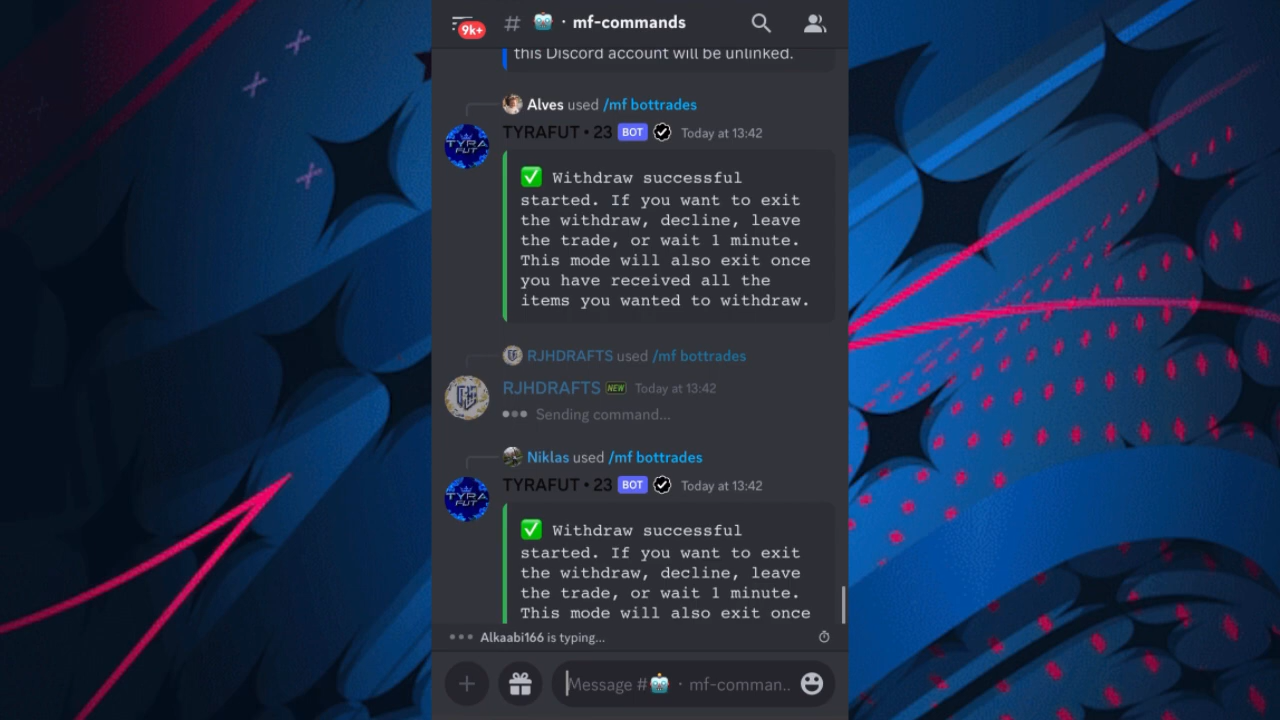 9k+
# 🤖 · mf-commands
this Discord account will be unlinked.
Alves used /mf bottrades
TYRAFUT • 23 BOT Today at 13:42
TYRA
FUT
✅ Withdraw successful
started. If you want to exit
the withdraw, decline, leave
the trade, or wait 1 minute.
This mode will also exit once
you have received all the
items you wanted to withdraw.
RJHDRAFTS used /mf bottrades
RJHDRAFTS NEW Today at 13:42
Sending command...
Niklas used /mf bottrades
TYRAFUT • 23 BOT Today at 13:42
TYRA
FUT
✅ Withdraw successful
started. If you want to exit
the withdraw, decline, leave
the trade, or wait 1 minute.
This mode will also exit once
Alkaabi166 is typing...
Message #🤖 · mf-comman..